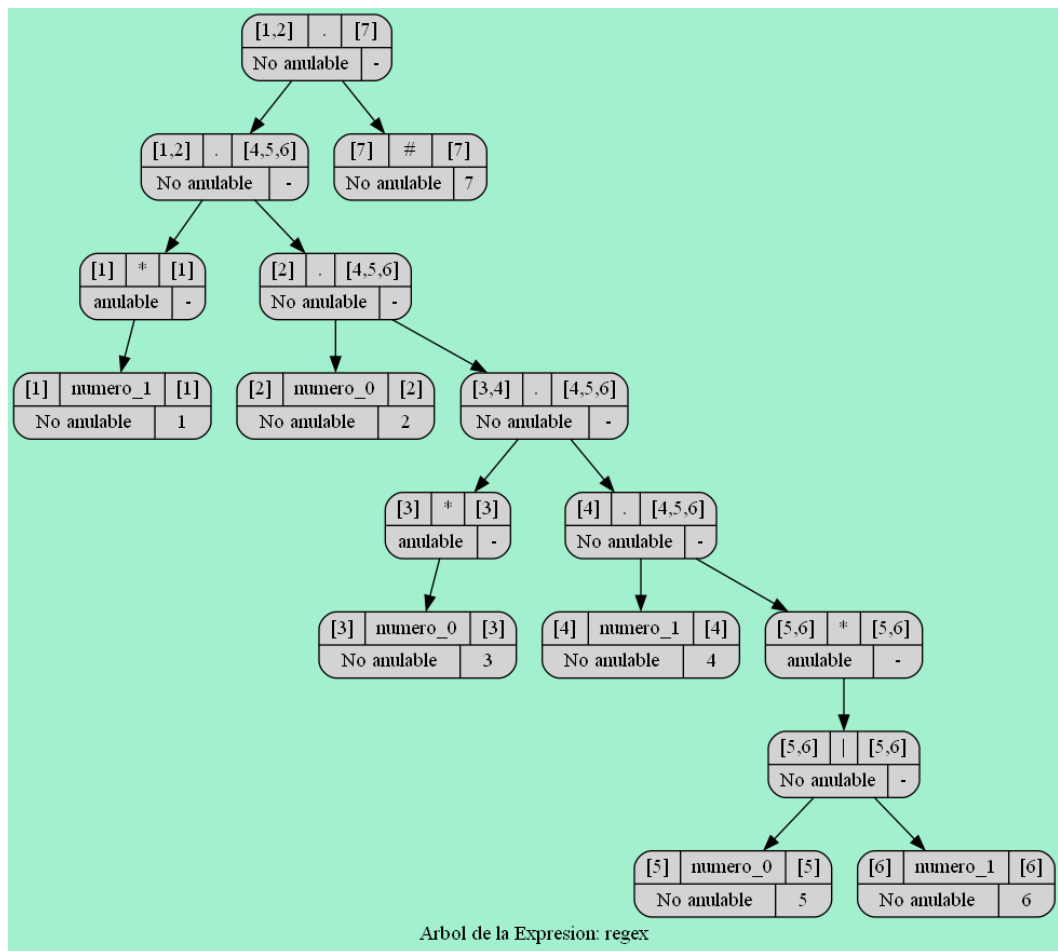 [1,2] . [7]
No anulable -
[1,2] . [4,5,6]
No anulable -
[7] # [7]
No anulable 7
[1] * [1]
anulable -
[2] . [4,5,6]
No anulable -
[1] numero_1 [1]
No anulable 1
[2] numero_0 [2]
No anulable 2
[3,4] . [4,5,6]
No anulable -
[3] * [3]
anulable -
[4] . [4,5,6]
No anulable -
[3] numero_0 [3]
No anulable 3
[4] numero_1 [4]
No anulable 4
[5,6] * [5,6]
anulable -
[5,6] | [5,6]
No anulable -
[5] numero_0 [5]
No anulable 5
[6] numero_1 [6]
No anulable 6
Arbol de la Expresion: regex